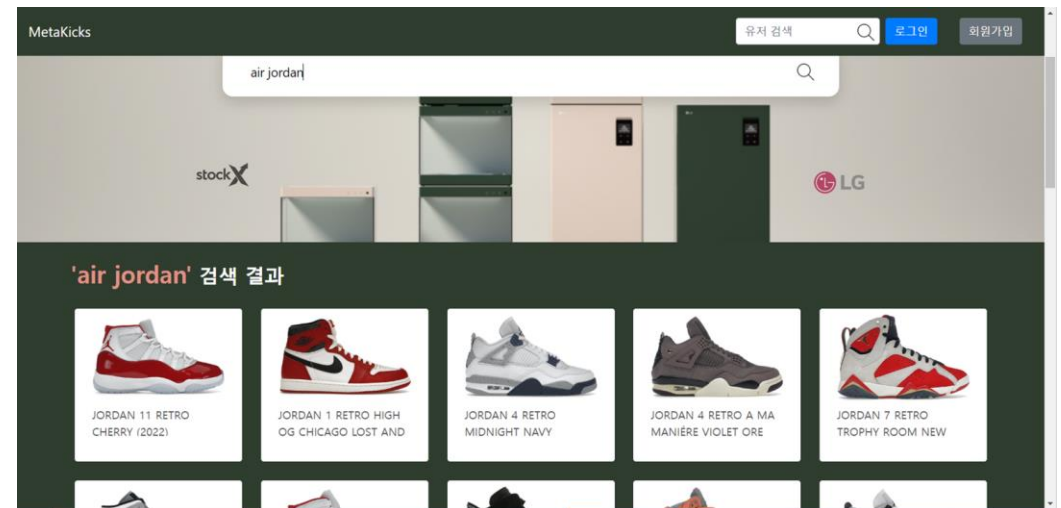 MetaKicks
유저 검색
로그인
회원가입
air jordan
stockX
LG
'air jordan' 검색 결과
JORDAN 11 RETRO
CHERRY (2022)
JORDAN 1 RETRO HIGH
OG CHICAGO LOST AND
JORDAN 4 RETRO
MIDNIGHT NAVY
JORDAN 4 RETRO A MA
MANIÉRE VIOLET ORE
JORDAN 7 RETRO
TROPHY ROOM NEW